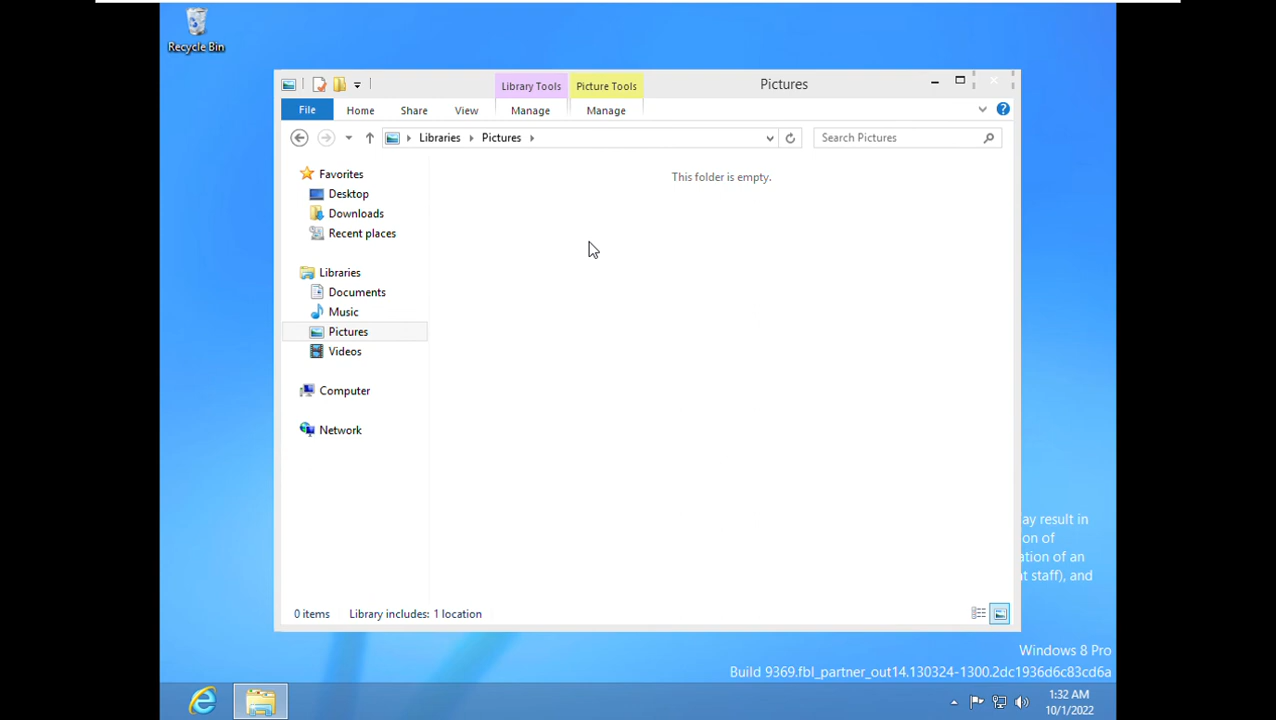 Recycle Bin
Library Tools
Picture Tools
Pictures
File
Home
Share
View
Manage
Manage
Libraries
Pictures
Search Pictures
Favorites
Desktop
Downloads
Recent places
Libraries
Documents
Music
Pictures
Videos
Computer
Network
This folder is empty.
0 items
Library includes: 1 location
ay result in
on of
ation of an
t staff), and
Windows 8 Pro
Build 9369.fbl_partner_out14.130324-1300.2dc1936d6c83cd6a
1:32 AM
10/1/2022